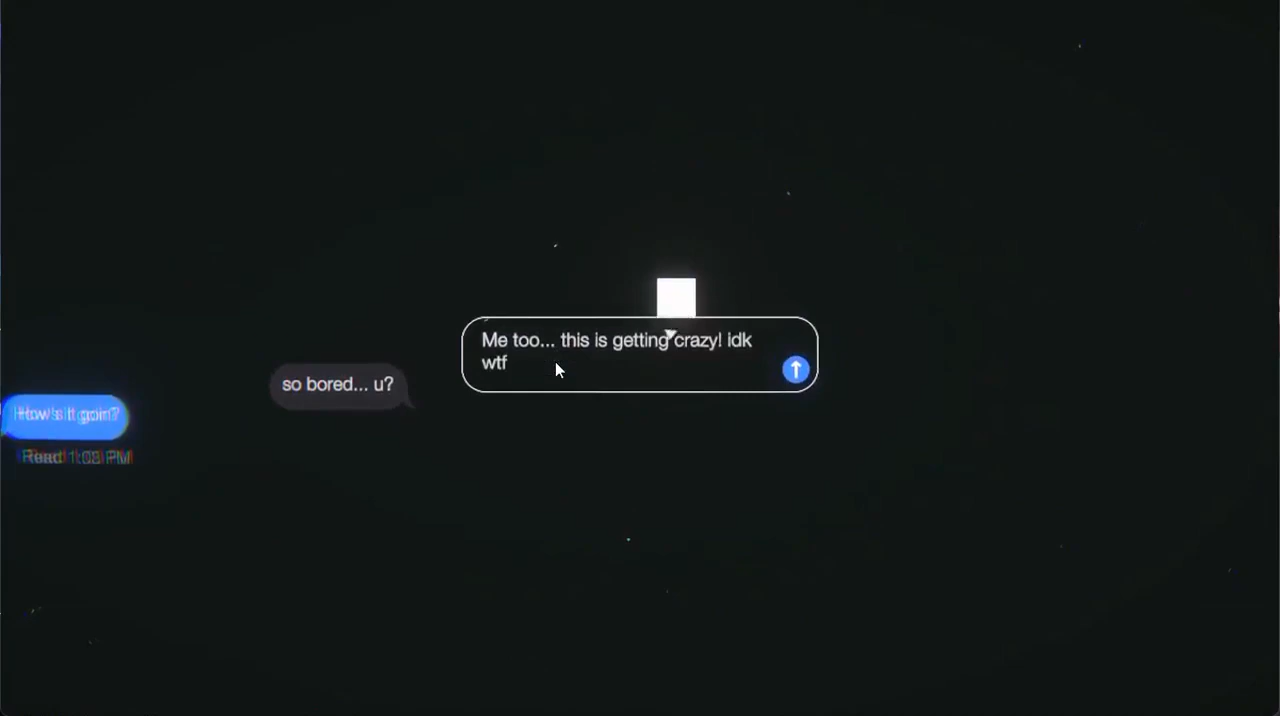 How's it goin?
Read 1:08 PM
so bored... u?
Me too... this is getting crazy! idk
wtf